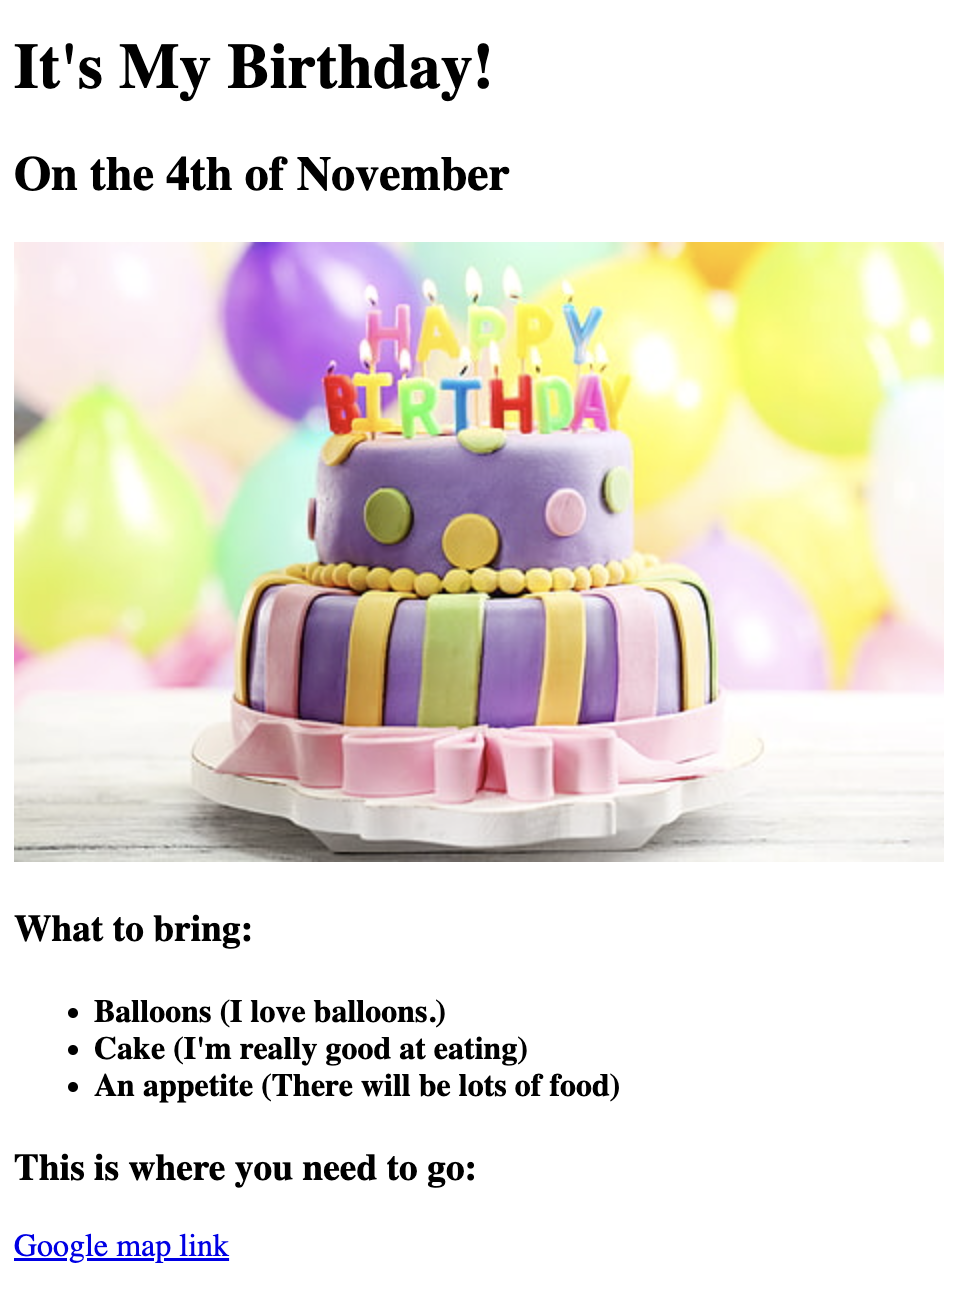 It's My Birthday!
On the 4th of November
HAPPY
BIRTHDAY
What to bring:
Balloons (I love balloons.)
Cake (I'm really good at eating)
An appetite (There will be lots of food)
This is where you need to go:
Google map link